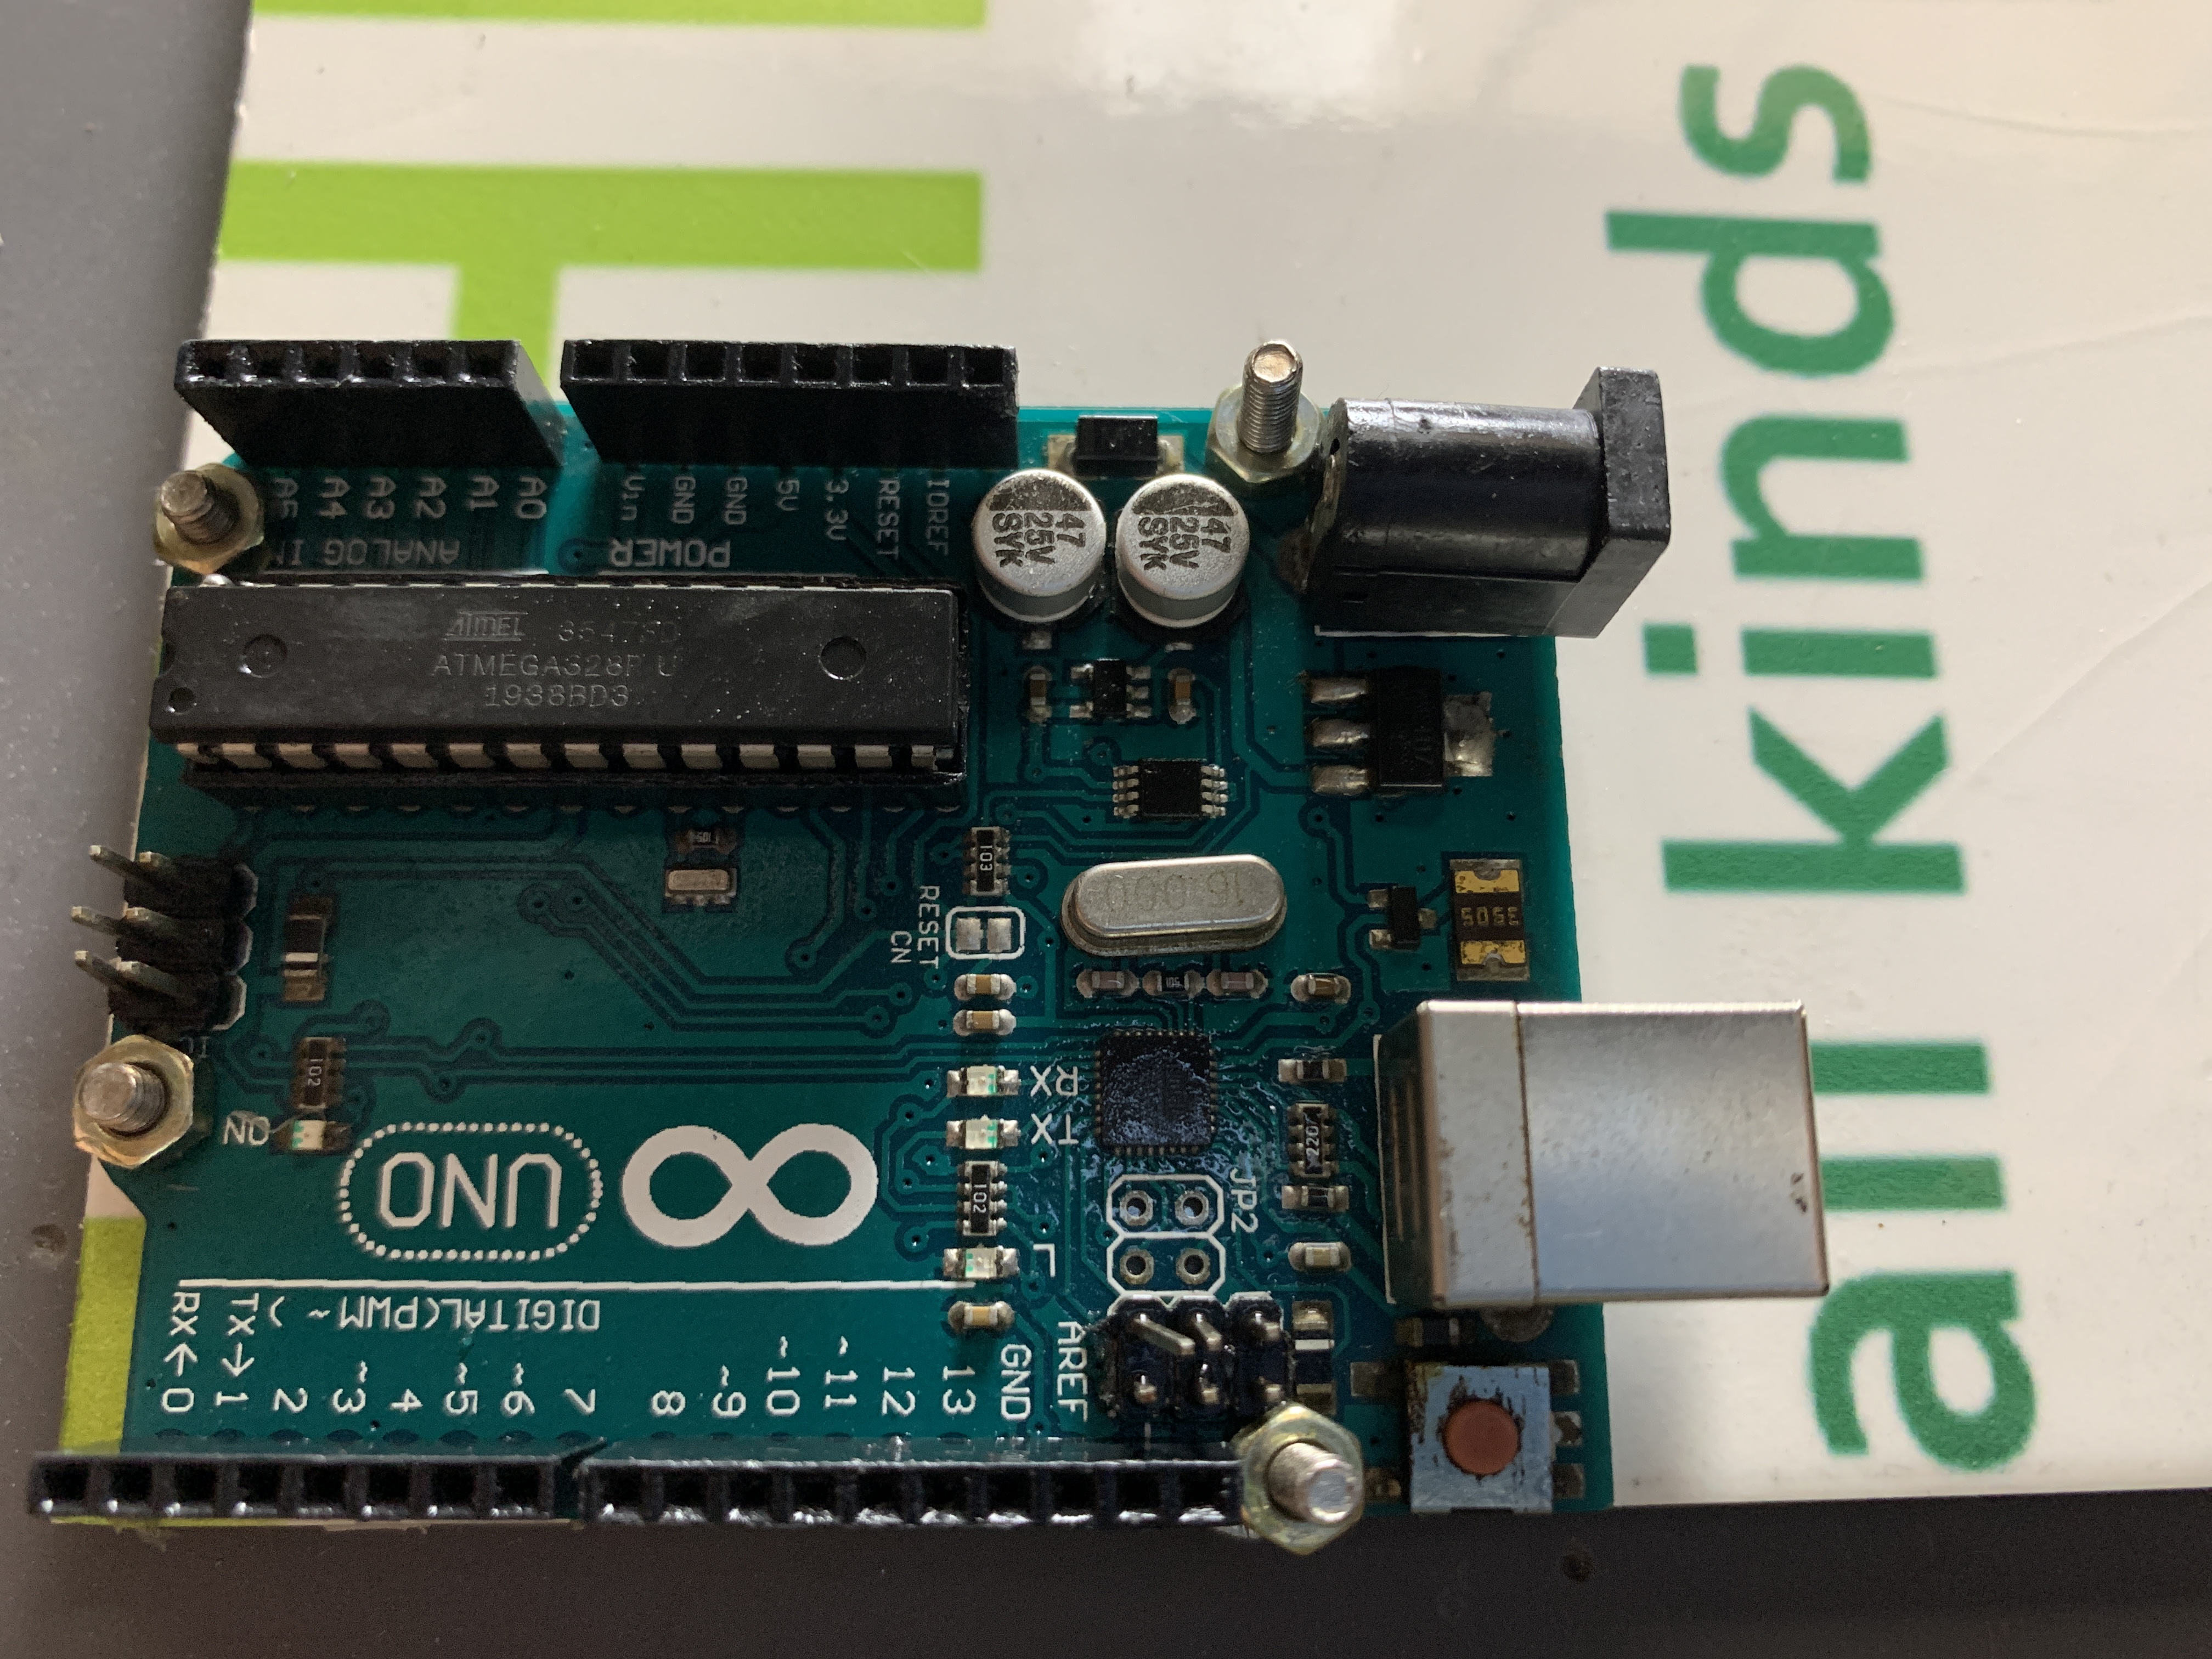 RX←0
TX→1
2
~3
4
~5
~6
7
8
~9
~10
~11
12
13
GND
AREF
DIGITAL(PWM~)
UNO
ON
102
ATMEL
ATMEGA328P U
ANALOG IN
A5
A4
A3
A2
A1
A0
POWER
Vin
GND
GND
5V
3.3V
RESET
IOREF
RESET
CN
L
102
TX
RX
103
JP2
220
47
25V
SYK
47
25V
SYK
all kinds